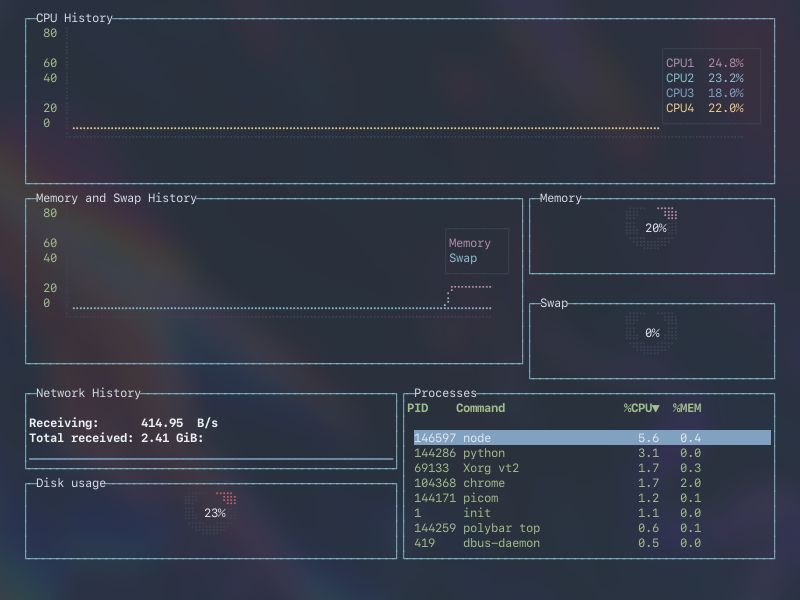 CPU History
80
60
40
20
0
CPU1 24.8%
CPU2 23.2%
CPU3 18.0%
CPU4 22.0%
Memory and Swap History
80
60
40
20
0
Memory
Swap
Memory
20%
Swap
0%
Network History
Receiving: 414.95 B/s
Total received: 2.41 GiB:
Disk usage
23%
Processes
PID Command %CPU▼ %MEM
146597 node 5.6 0.4
144286 python 3.1 0.0
69133 Xorg vt2 1.7 0.3
104368 chrome 1.7 2.0
144171 picom 1.2 0.1
1 init 1.1 0.0
144259 polybar top 0.6 0.1
419 dbus-daemon 0.5 0.0